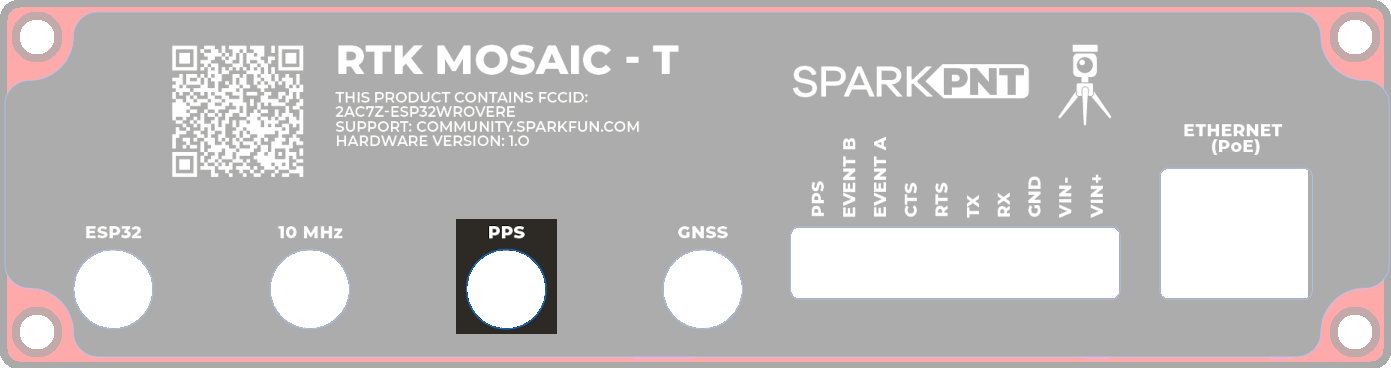 RTK MOSAIC - T
THIS PRODUCT CONTAINS FCCID:
2AC7Z-ESP32WROVERE
SUPPORT: COMMUNITY.SPARKFUN.COM
HARDWARE VERSION: 1.0
SPARKPNT
ETHERNET
(PoE)
PPS
EVENT B
EVENT A
CTS
RTS
TX
RX
GND
VIN-
VIN+
ESP32
10 MHz
PPS
GNSS